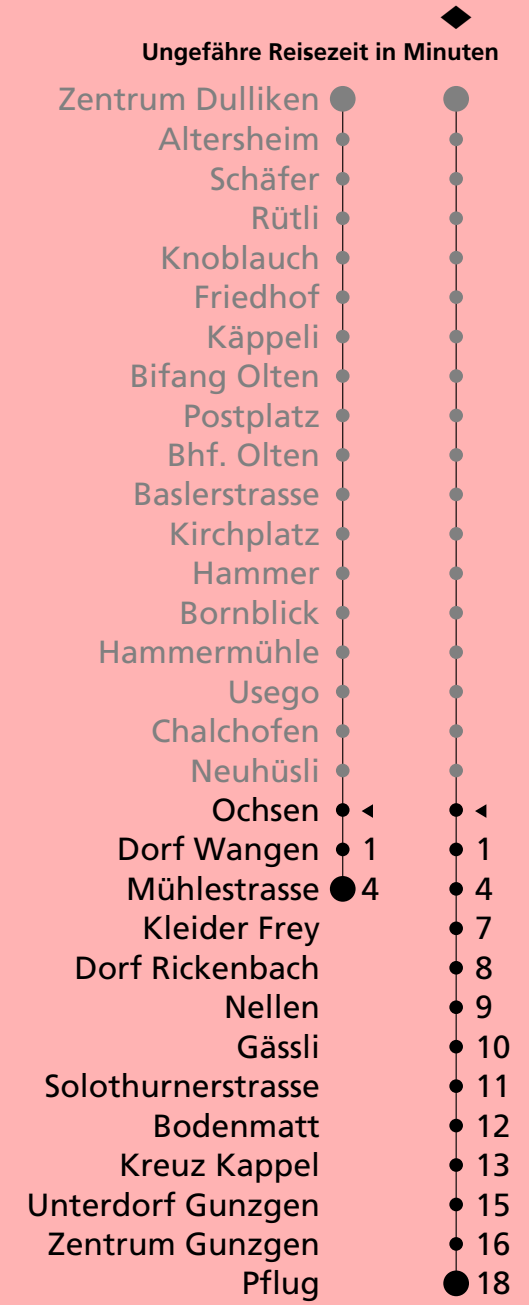 Ungefähre Reisezeit in Minuten
Zentrum Dulliken
Altersheim
Schäfer
Rütli
Knoblauch
Friedhof
Käppeli
Bifang Olten
Postplatz
Bhf. Olten
Baslerstrasse
Kirchplatz
Hammer
Bornblick
Hammermühle
Usego
Chalchofen
Neuhüsli
Ochsen
Dorf Wangen 1 1
Mühlestrasse 4 4
Kleider Frey 7
Dorf Rickenbach 8
Nellen 9
Gässli 10
Solothurnerstrasse 11
Bodenmatt 12
Kreuz Kappel 13
Unterdorf Gunzgen 15
Zentrum Gunzgen 16
Pflug 18